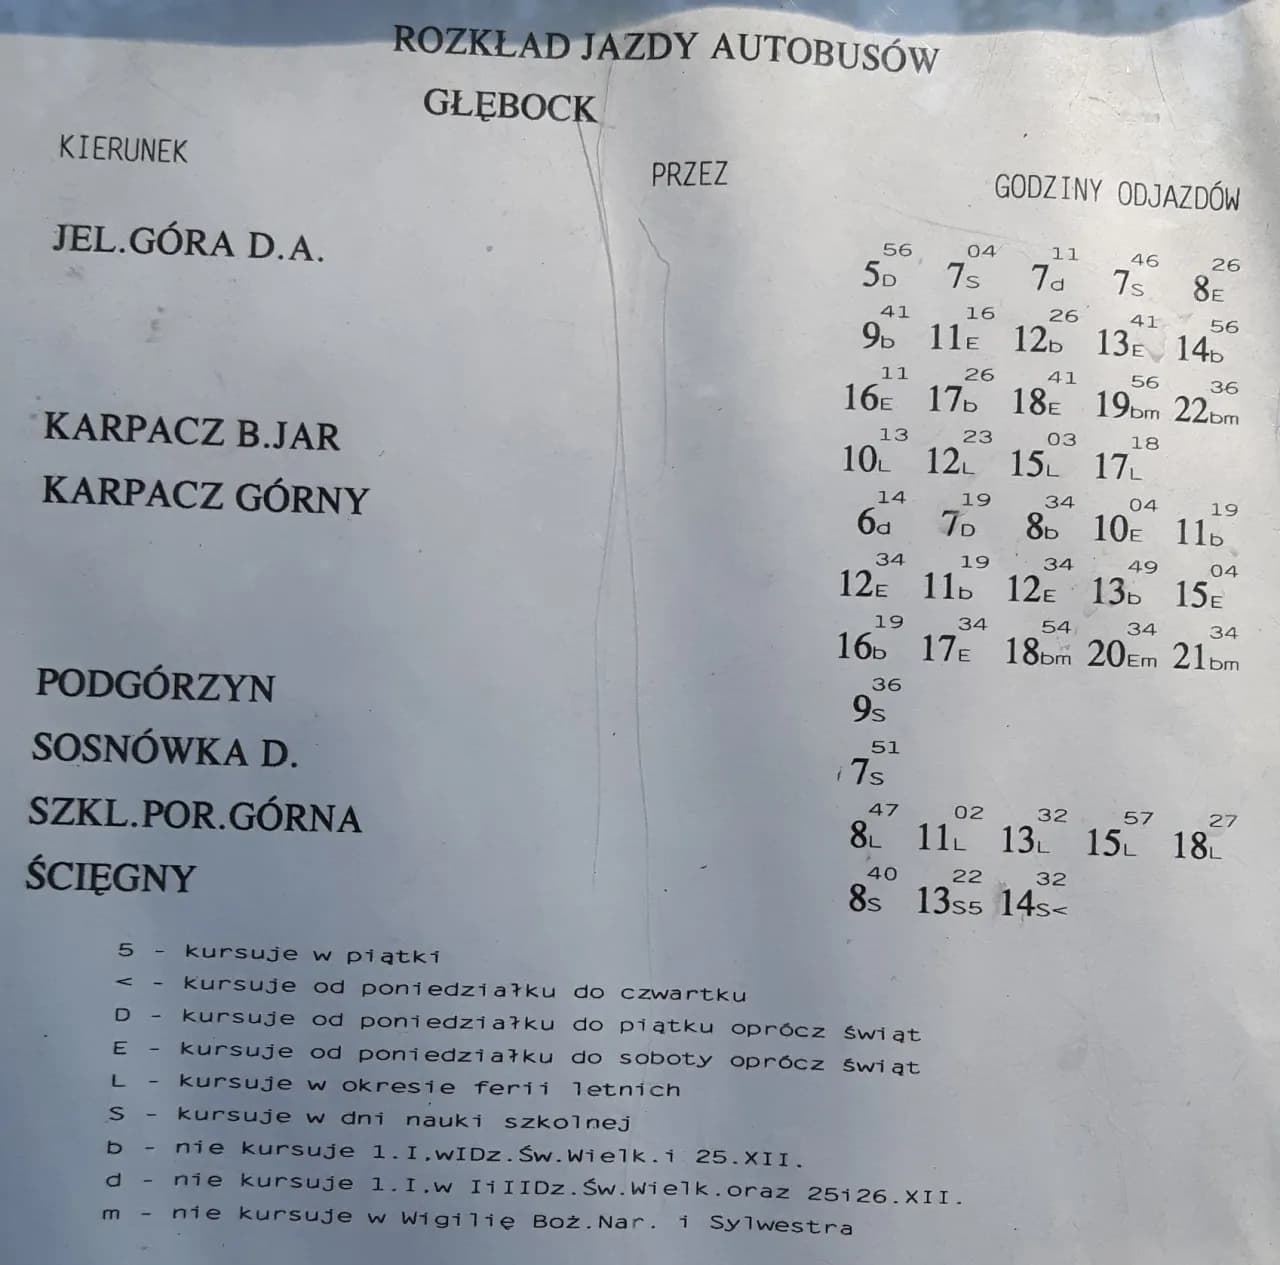 ROZKŁAD JAZDY AUTOBUSÓW
GŁĘBOCK
KIERUNEK PRZEZ GODZINY ODJAZDÓW
JEL.GÓRA D.A. 5 56 D 7 04 S 7 11 d 7 46 S 8 26 E
9 41 b 11 16 E 12 26 b 13 41 E 14 56 b
16 11 E 17 26 b 18 41 E 19 56 bm 22 36 bm
KARPACZ B.JAR 10 13 L 12 23 L 15 03 L 17 18 L
KARPACZ GÓRNY 6 14 d 7 19 D 8 34 b 10 04 E 11 19 b
12 34 E 11 19 b 12 34 E 13 49 b 15 04 E
16 19 b 17 34 E 18 54 bm 20 34 Em 21 34 bm
PODGÓRZYN 9 36 S
SOSNÓWKA D. 7 51 S
SZKL.POR.GÓRNA 8 47 L 11 02 L 13 32 L 15 57 L 18 27 L
ŚCIĘGNY 8 40 S 13 22 S5 14 32 S<
5 - kursuje w piątki
< - kursuje od poniedziałku do czwartku
D - kursuje od poniedziałku do piątku oprócz świąt
E - kursuje od poniedziałku do soboty oprócz świąt
L - kursuje w okresie ferii letnich
S - kursuje w dni nauki szkolnej
b - nie kursuje 1.I.wIDz.Św.Wielk.i 25.XII.
d - nie kursuje 1.I.w IiIIDz.Św.Wielk.oraz 25i26.XII.
m - nie kursuje w Wigilię Boż.Nar. i Sylwestra